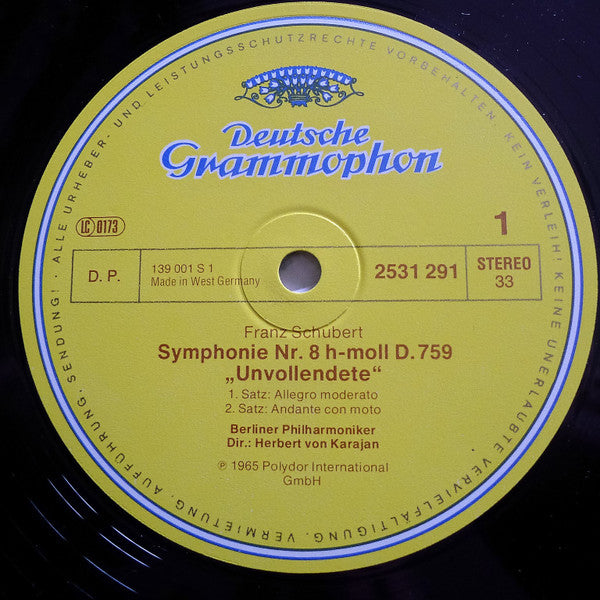 · ALLE URHEBER- UND LEISTUNGSSCHUTZRECHTE VORBEHALTEN · KEIN VERLEIH! KEINE UNERLAUBTE VERVIELFÄLTIGUNG, VERMIETUNG, AUFFÜHRUNG, SENDUNG!
Deutsche
Grammophon
LC 0173
1
D. P.
139 001 S 1
Made in West Germany
2531 291
STEREO
33
Franz Schubert
Symphonie Nr. 8 h-moll D. 759
„Unvollendete“
1. Satz: Allegro moderato
2. Satz: Andante con moto
Berliner Philharmoniker
Dir.: Herbert von Karajan
℗ 1965 Polydor International
GmbH